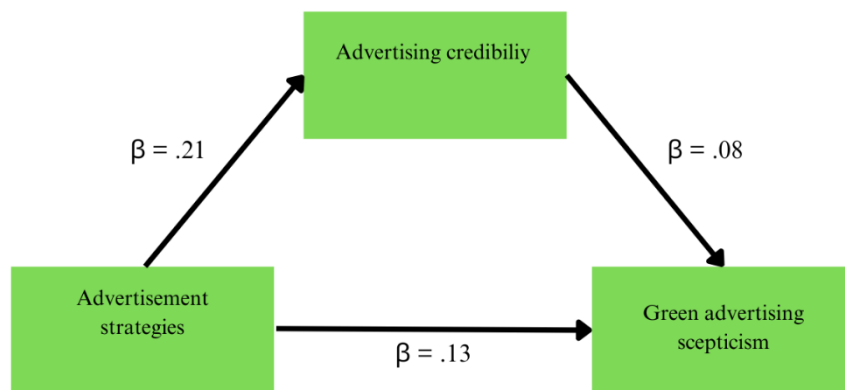 Advertising credibiliy
β = .21
β = .08
Advertisement
strategies
Green advertising
scepticism
β = .13